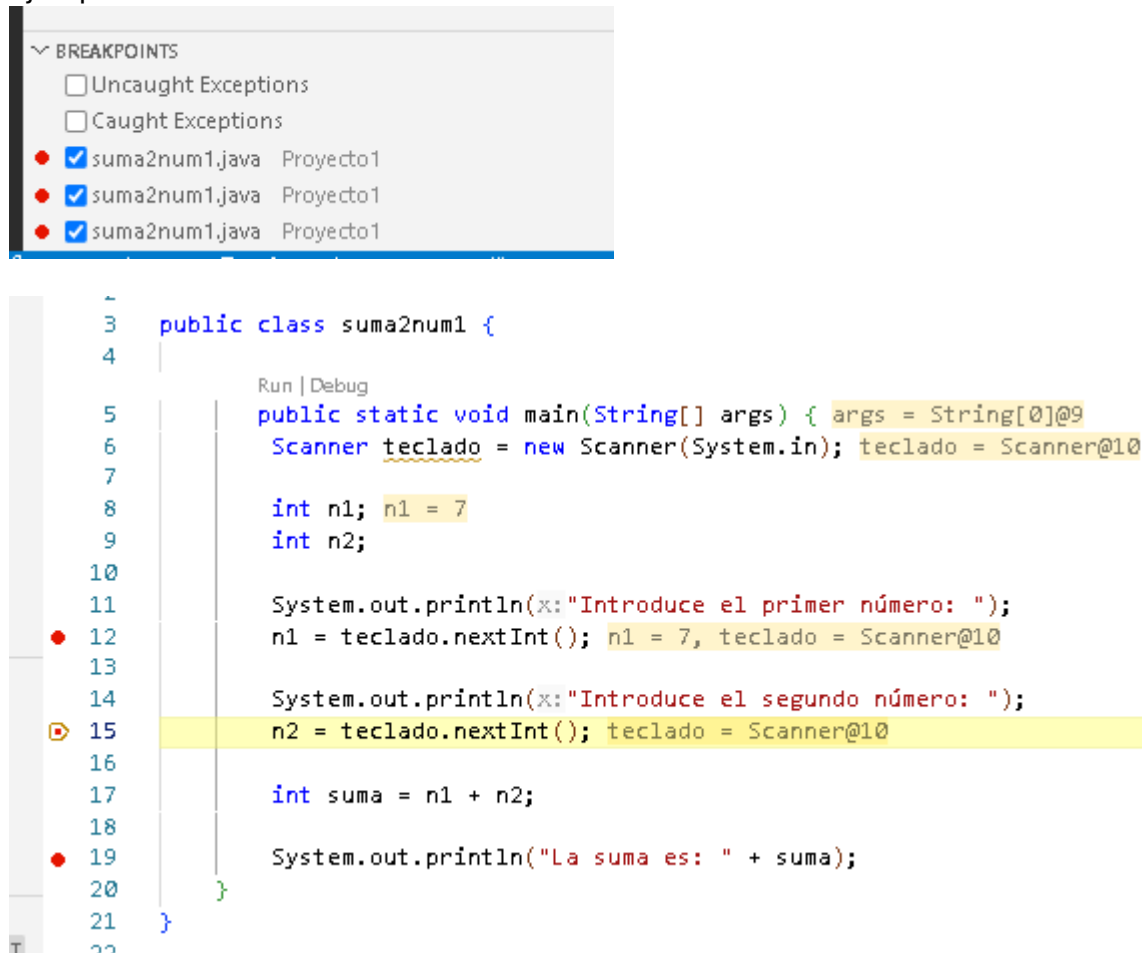 BREAKPOINTS
Uncaught Exceptions
Caught Exceptions
suma2num1.java Proyecto1
suma2num1.java Proyecto1
suma2num1.java Proyecto1
3 public class suma2num1 {
4
Run | Debug
5 public static void main(String[] args) { args = String[0]@9
6 Scanner teclado = new Scanner(System.in); teclado = Scanner@10
7
8 int n1; n1 = 7
9 int n2;
10
11 System.out.println(x:"Introduce el primer número: ");
12 n1 = teclado.nextInt(); n1 = 7, teclado = Scanner@10
13
14 System.out.println(x:"Introduce el segundo número: ");
15 n2 = teclado.nextInt(); teclado = Scanner@10
16
17 int suma = n1 + n2;
18
19 System.out.println("La suma es: " + suma);
20 }
21 }